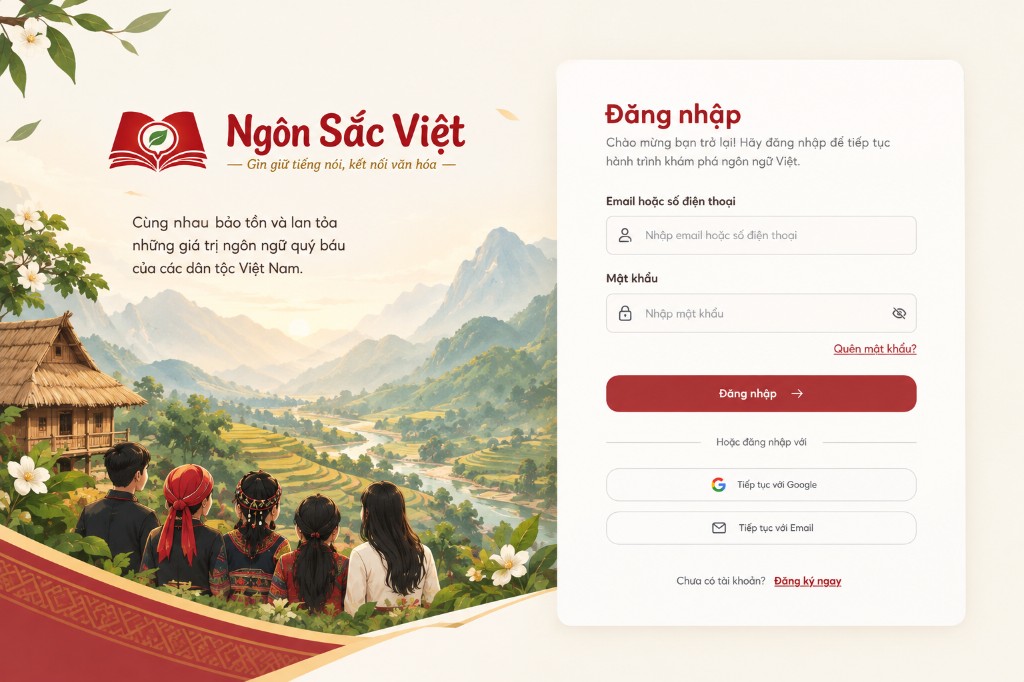 Ngôn Sắc Việt
Gìn giữ tiếng nói, kết nối văn hóa
Cùng nhau bảo tồn và lan tỏa
những giá trị ngôn ngữ quý báu
của các dân tộc Việt Nam.
Đăng nhập
Chào mừng bạn trở lại! Hãy đăng nhập để tiếp tục
hành trình khám phá ngôn ngữ Việt.
Email hoặc số điện thoại
Nhập email hoặc số điện thoại
Mật khẩu
Nhập mật khẩu
Quên mật khẩu?
Đăng nhập
Hoặc đăng nhập với
Tiếp tục với Google
Tiếp tục với Email
Chưa có tài khoản? Đăng ký ngay